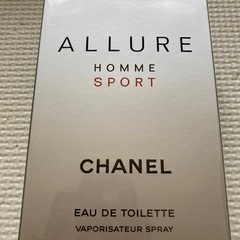 ALLURE
HOMME
SPORT
CHANEL
EAU DE TOILETTE
VAPORISATEUR SPRAY